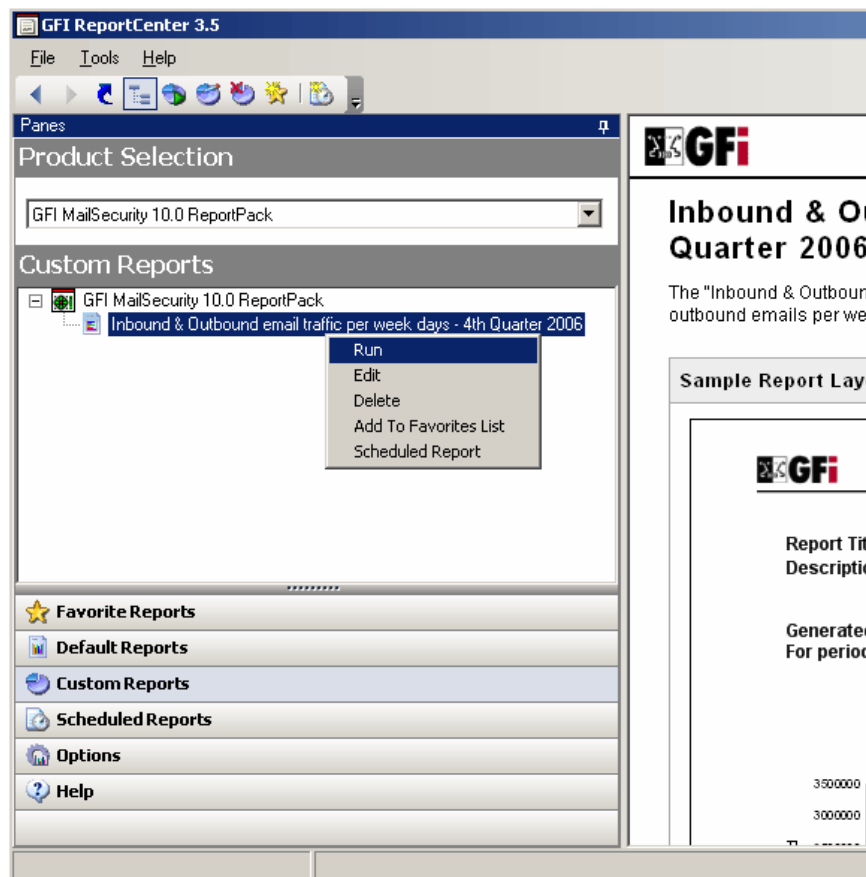 GFI ReportCenter 3.5
File Tools Help
Panes
Product Selection
GFI MailSecurity 10.0 ReportPack
Custom Reports
GFI MailSecurity 10.0 ReportPack
Inbound & Outbound email traffic per week days - 4th Quarter 2006
Run
Edit
Delete
Add To Favorites List
Scheduled Report
Favorite Reports
Default Reports
Custom Reports
Scheduled Reports
Options
Help
GFi
Inbound & Ou
Quarter 2006
The "Inbound & Outboun
outbound emails per we
Sample Report Lay
GFi
Report Tit
Descriptio
Generated
For period
3500000
3000000